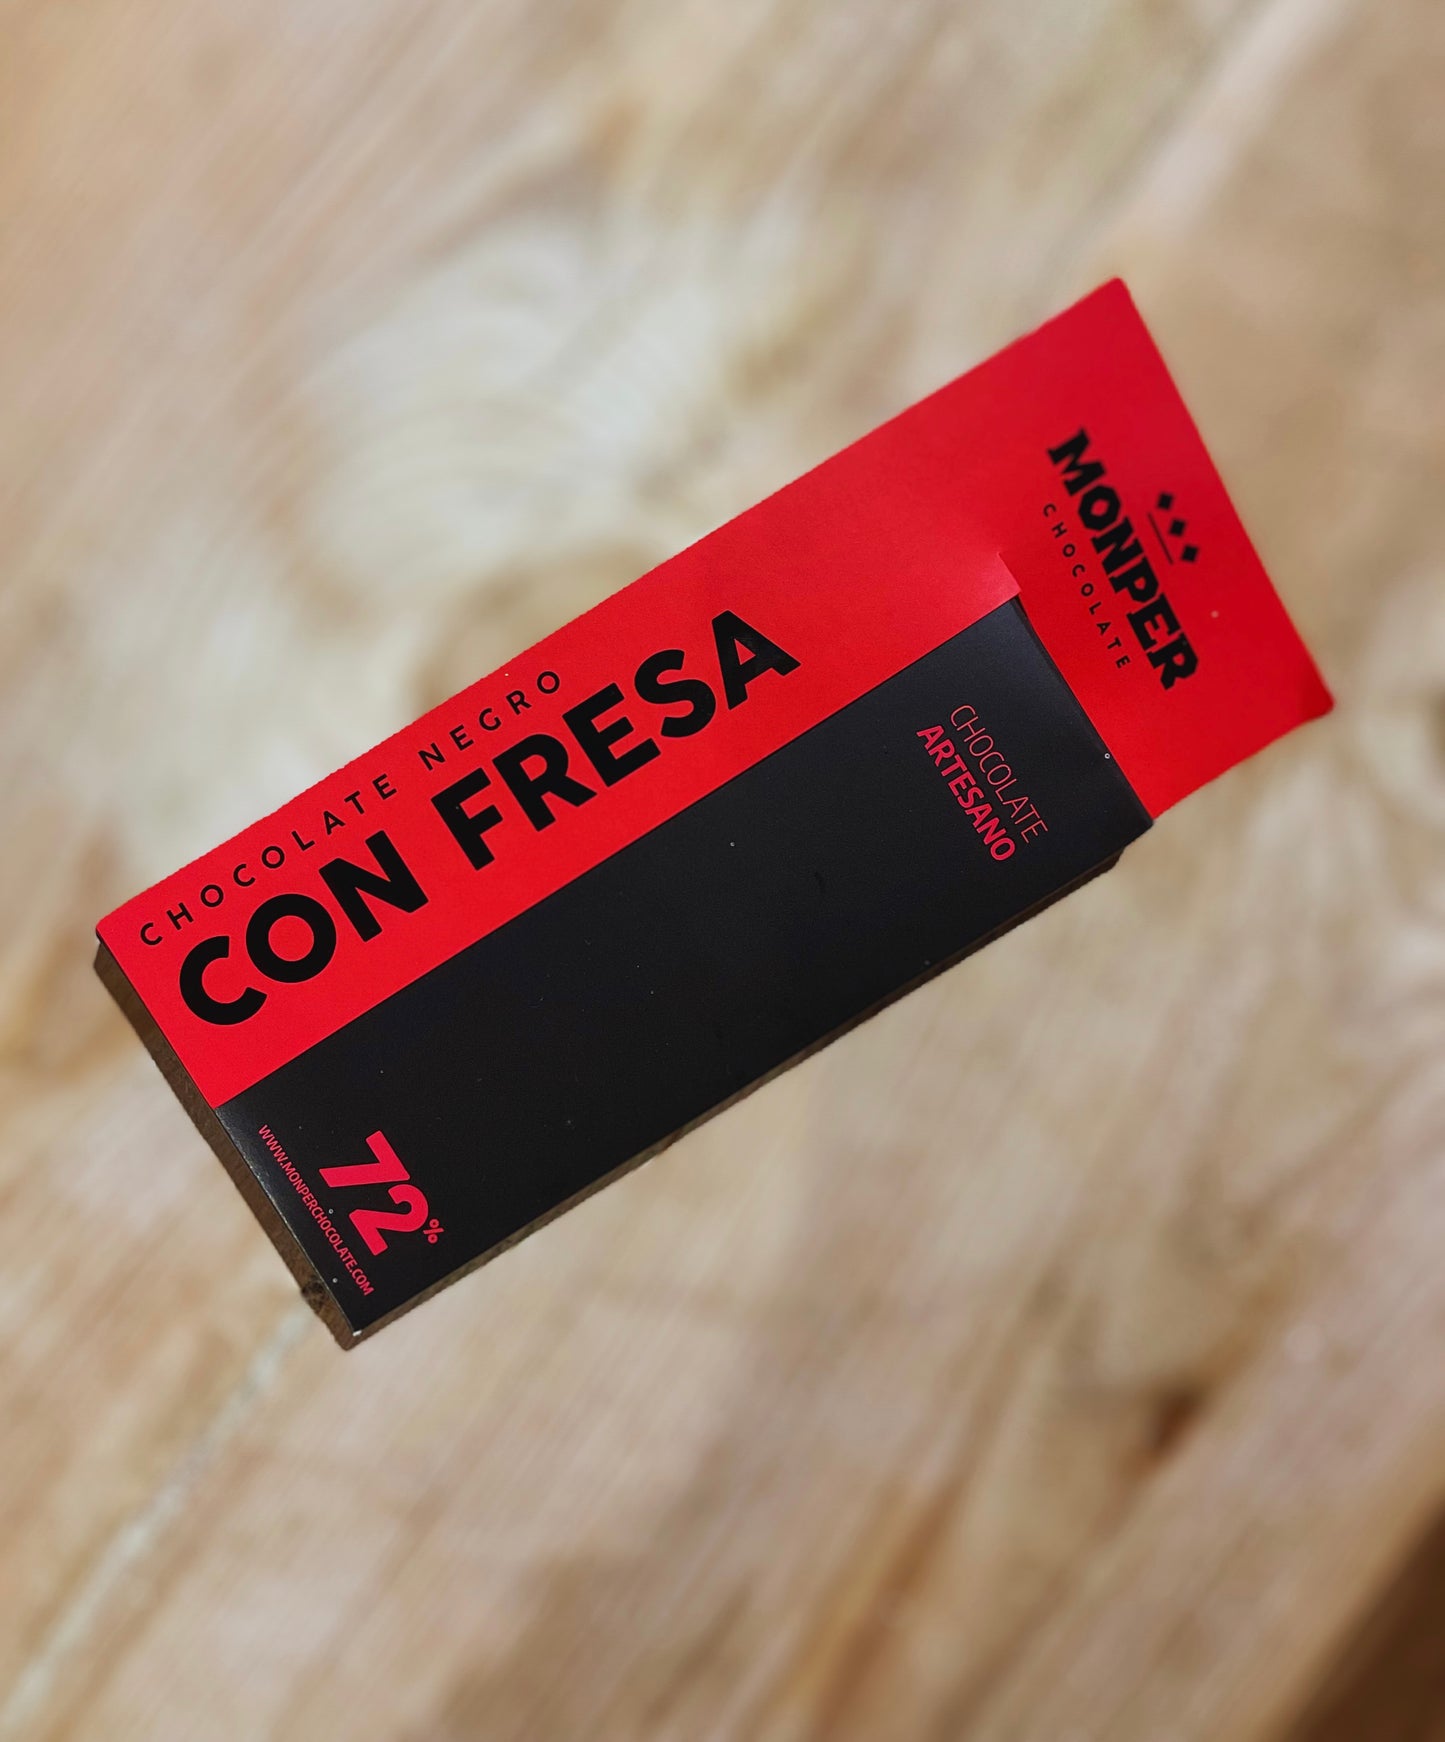 MONPER
CHOCOLATE
CHOCOLATE NEGRO
CON FRESA
CHOCOLATE
ARTESANO
72%
WWW.MONPERCHOCOLATE.COM